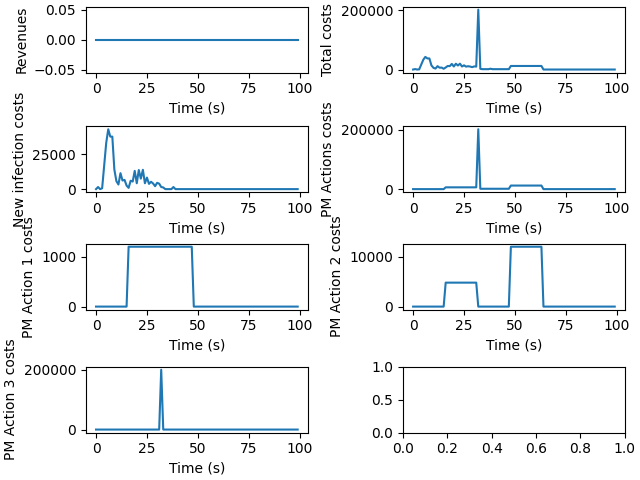 Revenues
0.05
0.00
−0.05
0 25 50 75 100
Time (s)
Total costs
200000
0
0 25 50 75 100
Time (s)
New infection costs
25000
0
0 25 50 75 100
Time (s)
PM Actions costs
200000
0
0 25 50 75 100
Time (s)
PM Action 1 costs
1000
0
0 25 50 75 100
Time (s)
PM Action 2 costs
10000
0
0 25 50 75 100
Time (s)
PM Action 3 costs
200000
0
0 25 50 75 100
Time (s)
1.0
0.5
0.0
0.0 0.2 0.4 0.6 0.8 1.0